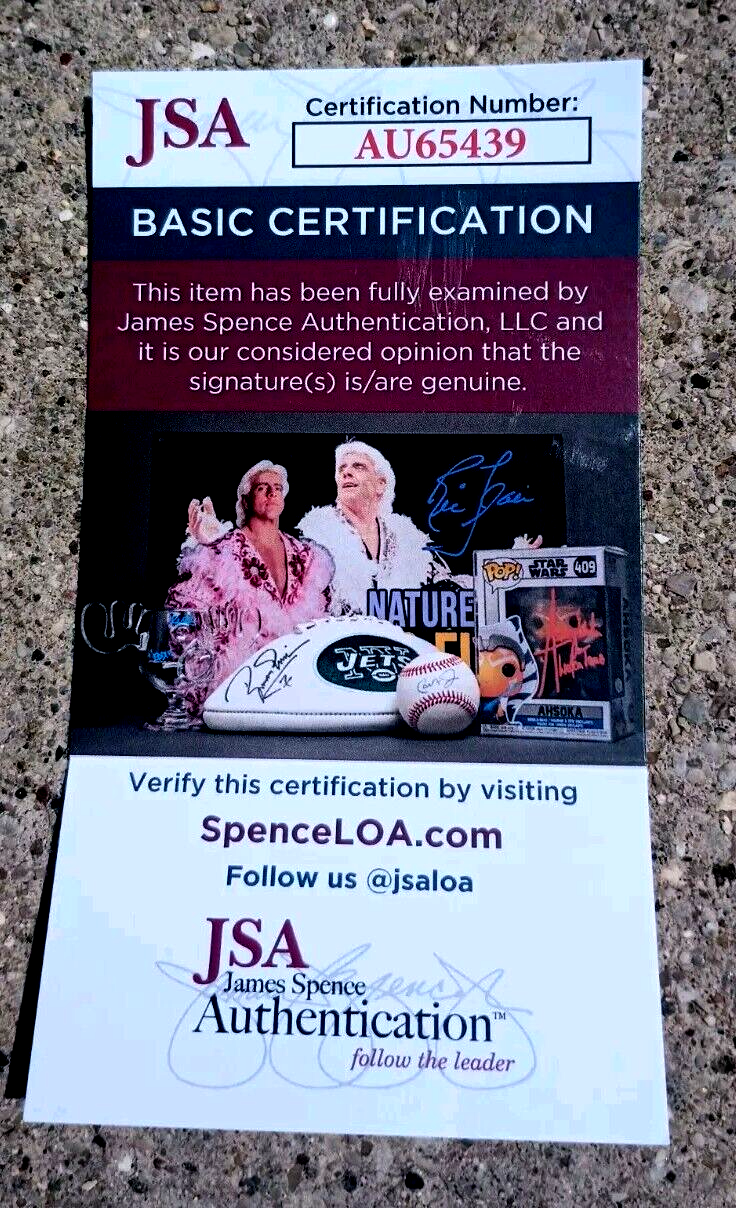 JSA
Certification Number:
AU65439
BASIC CERTIFICATION
This item has been fully examined by
James Spence Authentication, LLC and
it is our considered opinion that the
signature(s) is/are genuine.
Ric Flair
NATURE
JETS
POP!
STAR
WARS
409
AHSOKA
Verify this certification by visiting
SpenceLOA.com
Follow us @jsaloa
JSA
James Spence
Authentication™
follow the leader